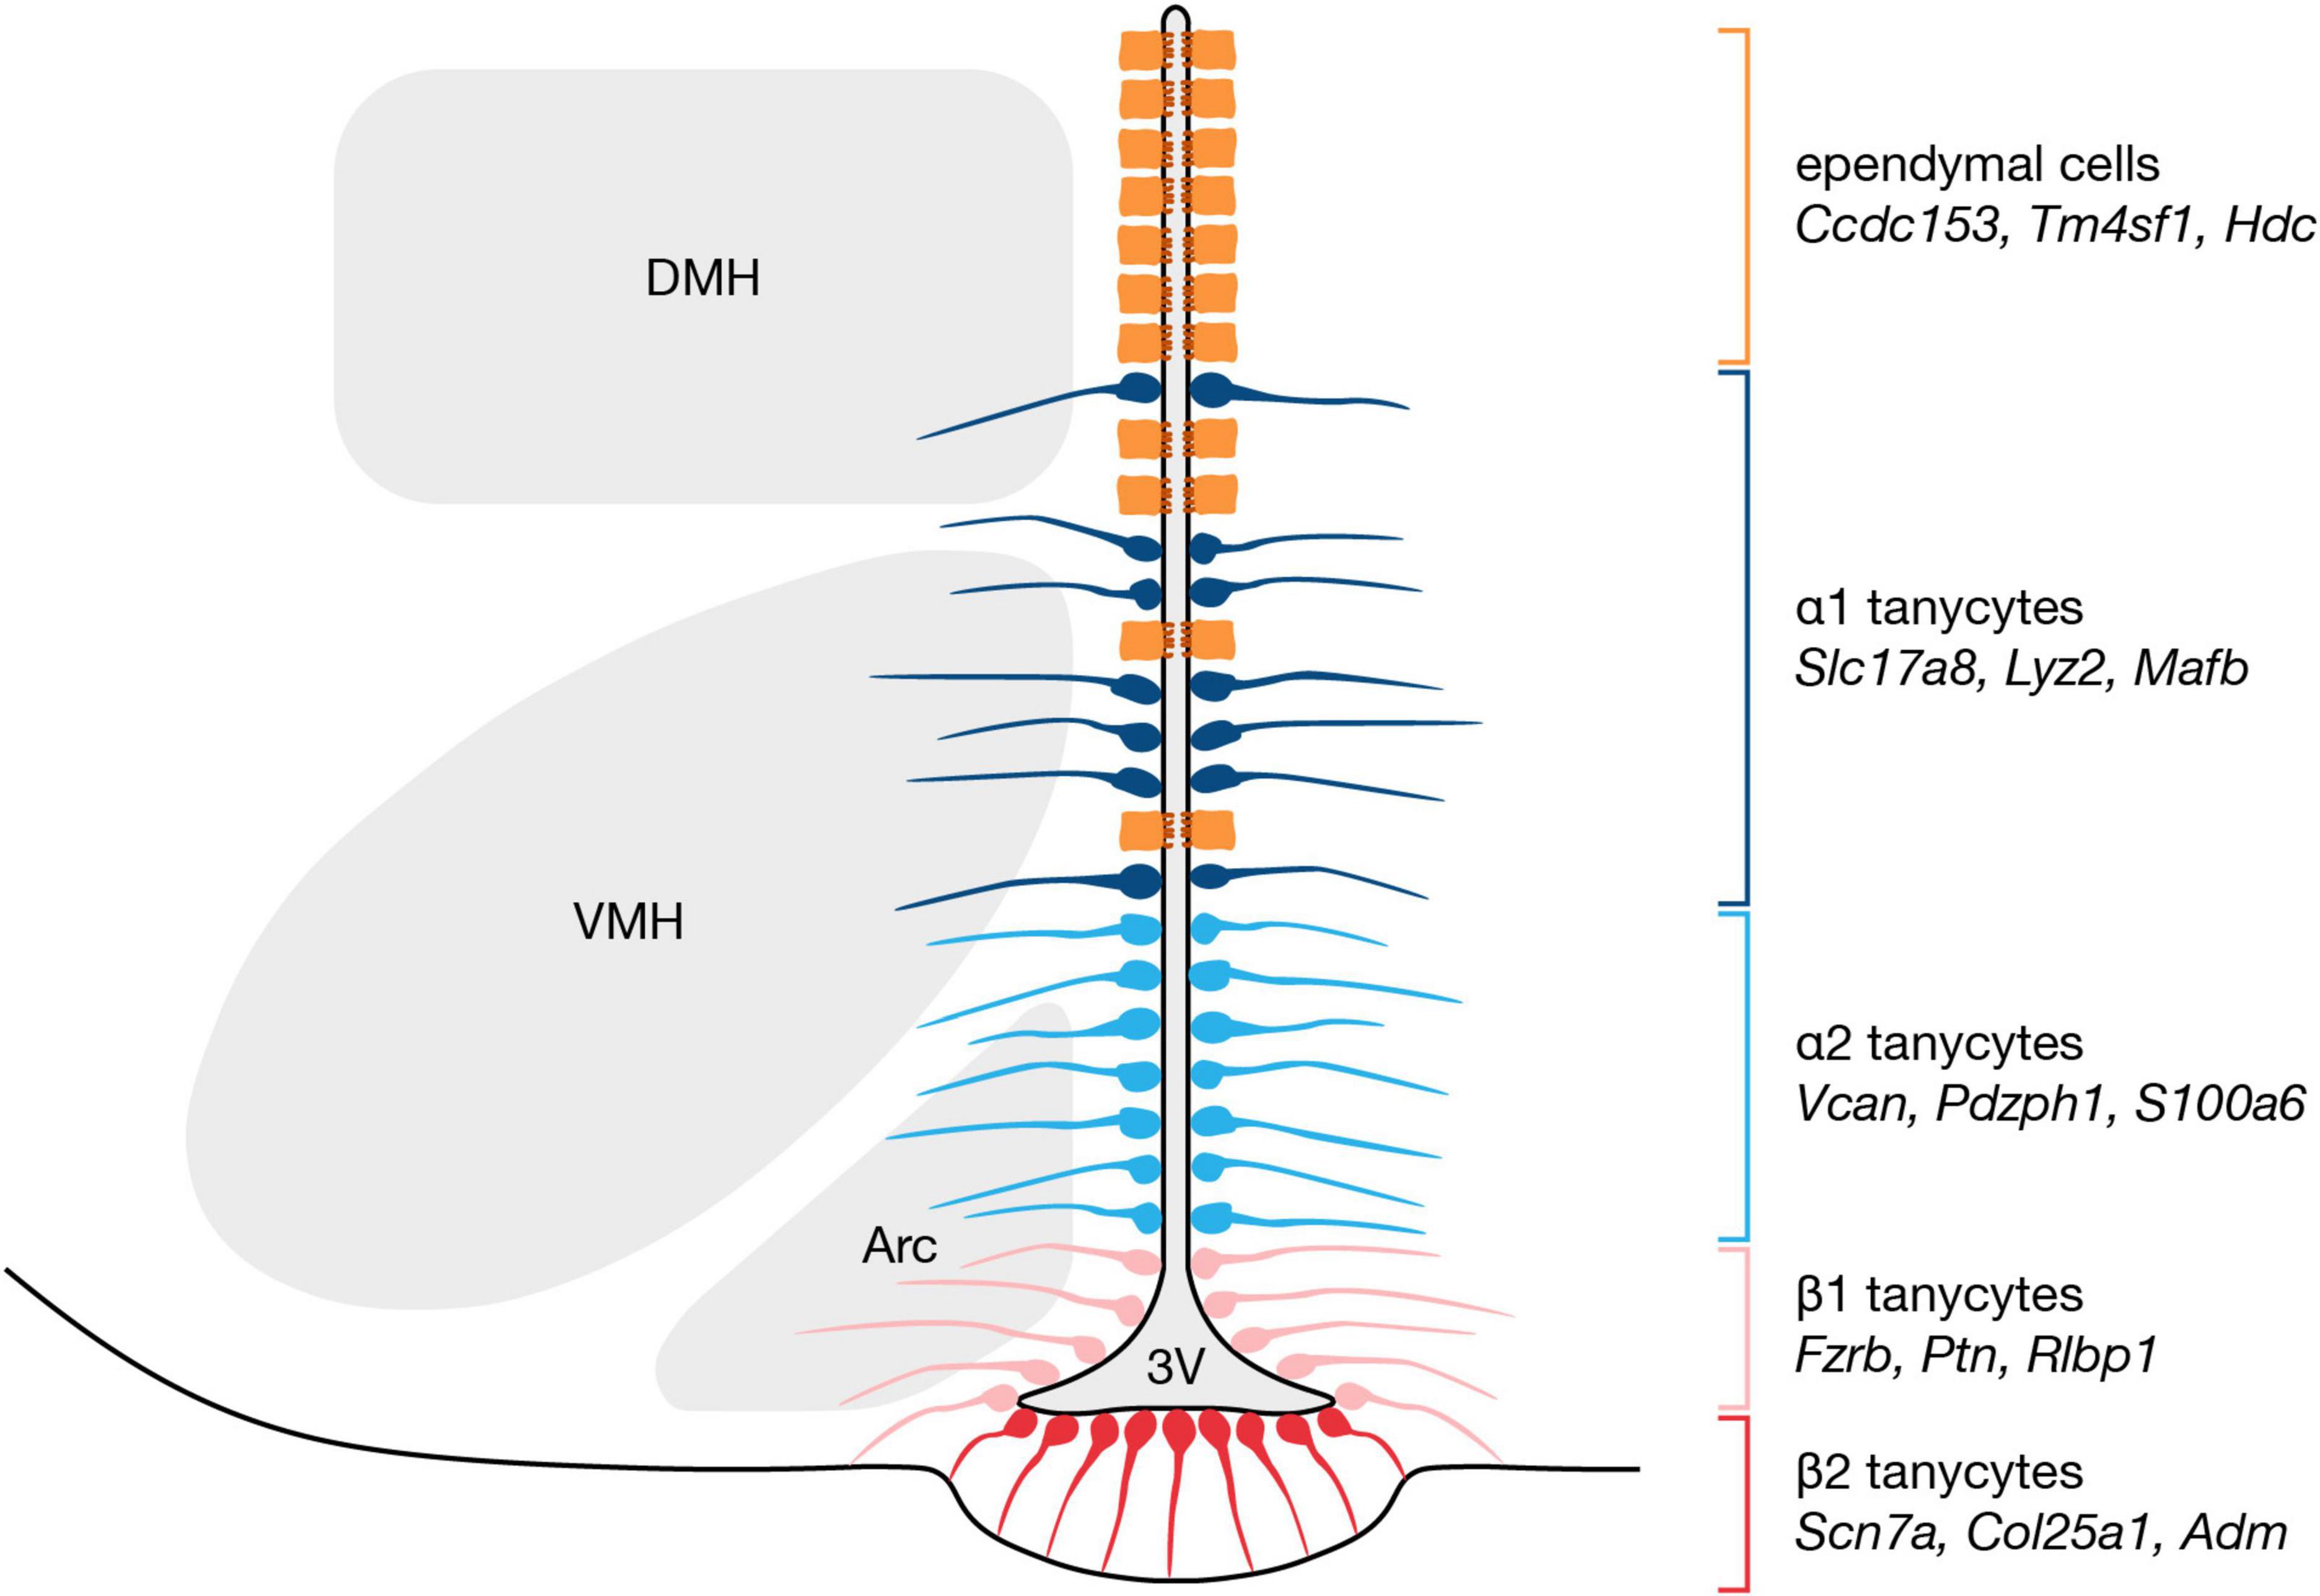 DMH
VMH
Arc
3V
ependymal cells
Ccdc153, Tm4sf1, Hdc
α1 tanycytes
Slc17a8, Lyz2, Mafb
α2 tanycytes
Vcan, Pdzph1, S100a6
β1 tanycytes
Fzrb, Ptn, Rlbp1
β2 tanycytes
Scn7a, Col25a1, Adm